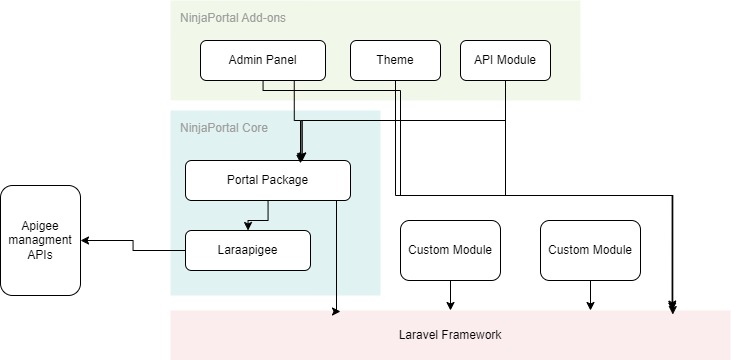 NinjaPortal Add-ons
Admin Panel
Theme
API Module
NinjaPortal Core
Portal Package
Laraapigee
Apigee
managment
APIs
Custom Module
Custom Module
Laravel Framework